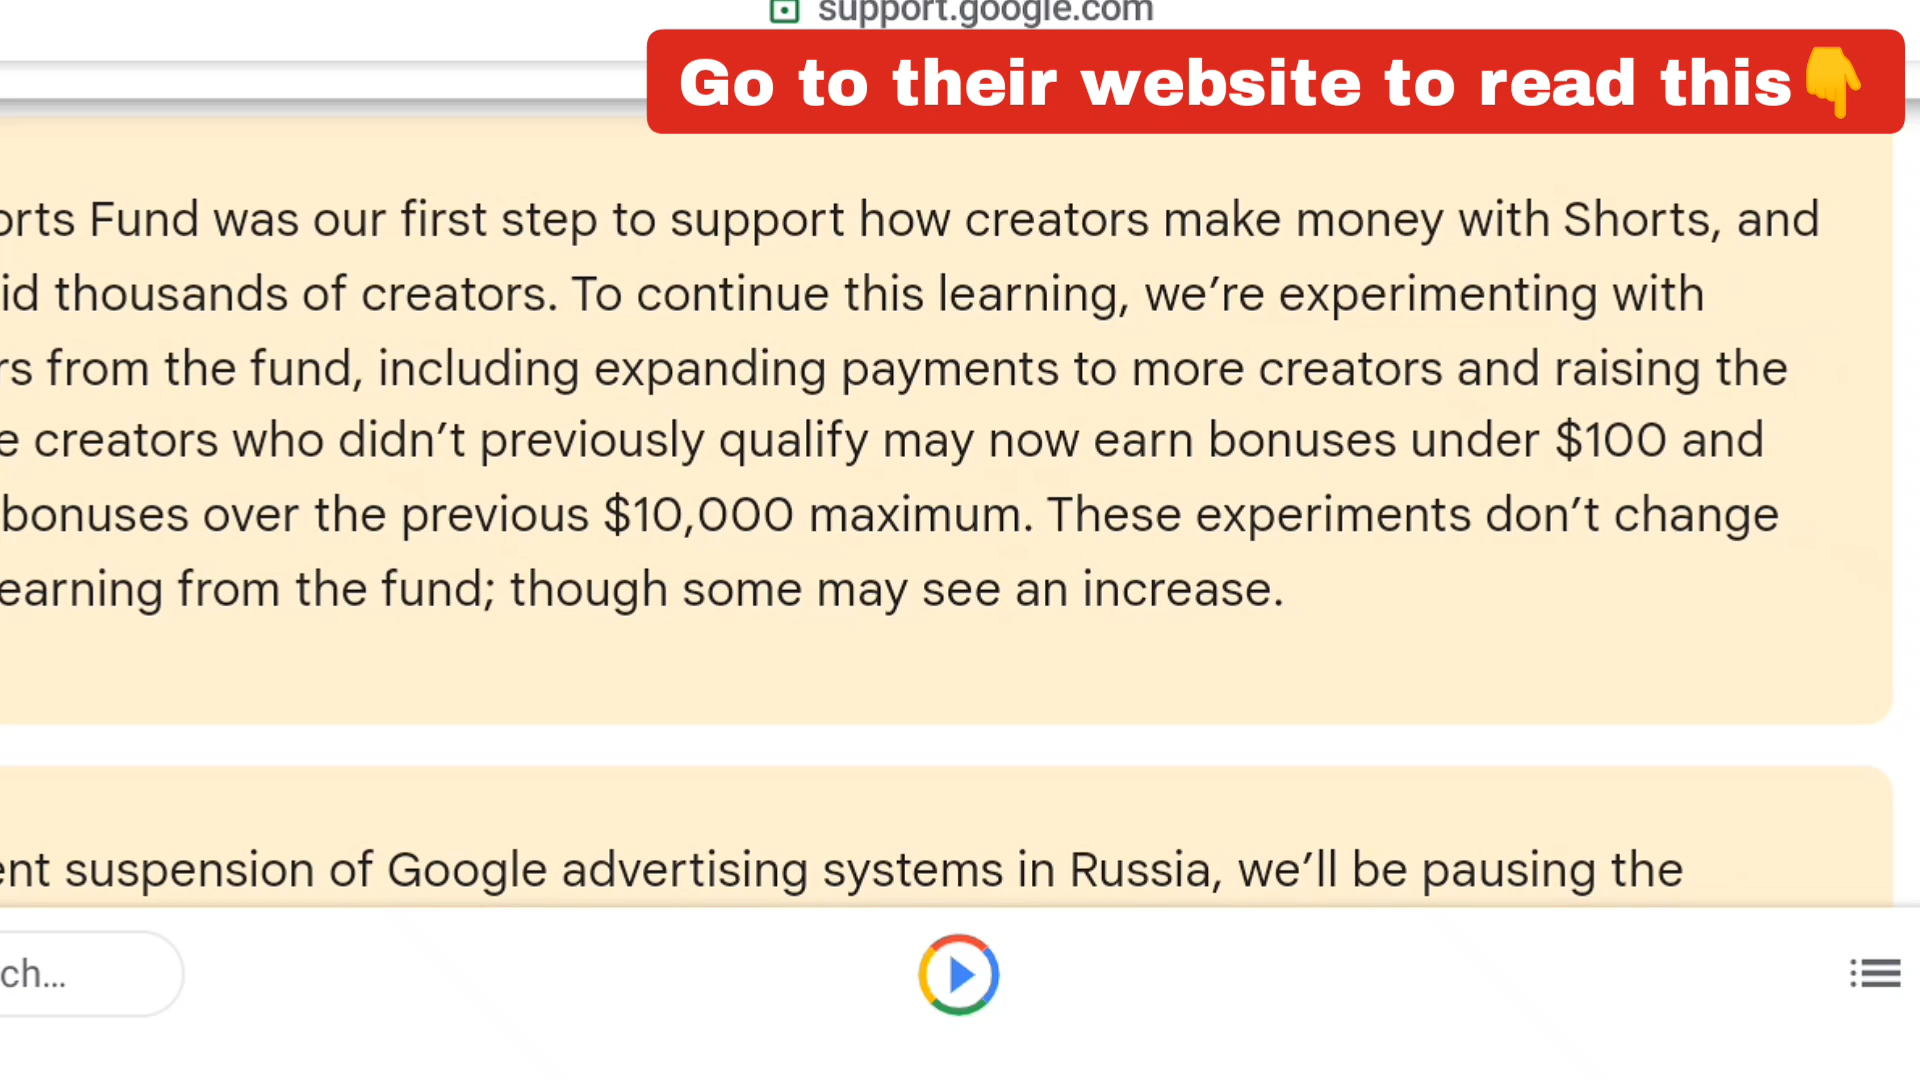 support.google.com
Go to their website to read this👇
orts Fund was our first step to support how creators make money with Shorts, and
id thousands of creators. To continue this learning, we’re experimenting with
rs from the fund, including expanding payments to more creators and raising the
e creators who didn’t previously qualify may now earn bonuses under $100 and
bonuses over the previous $10,000 maximum. These experiments don’t change
earning from the fund; though some may see an increase.
ent suspension of Google advertising systems in Russia, we’ll be pausing the
ch...